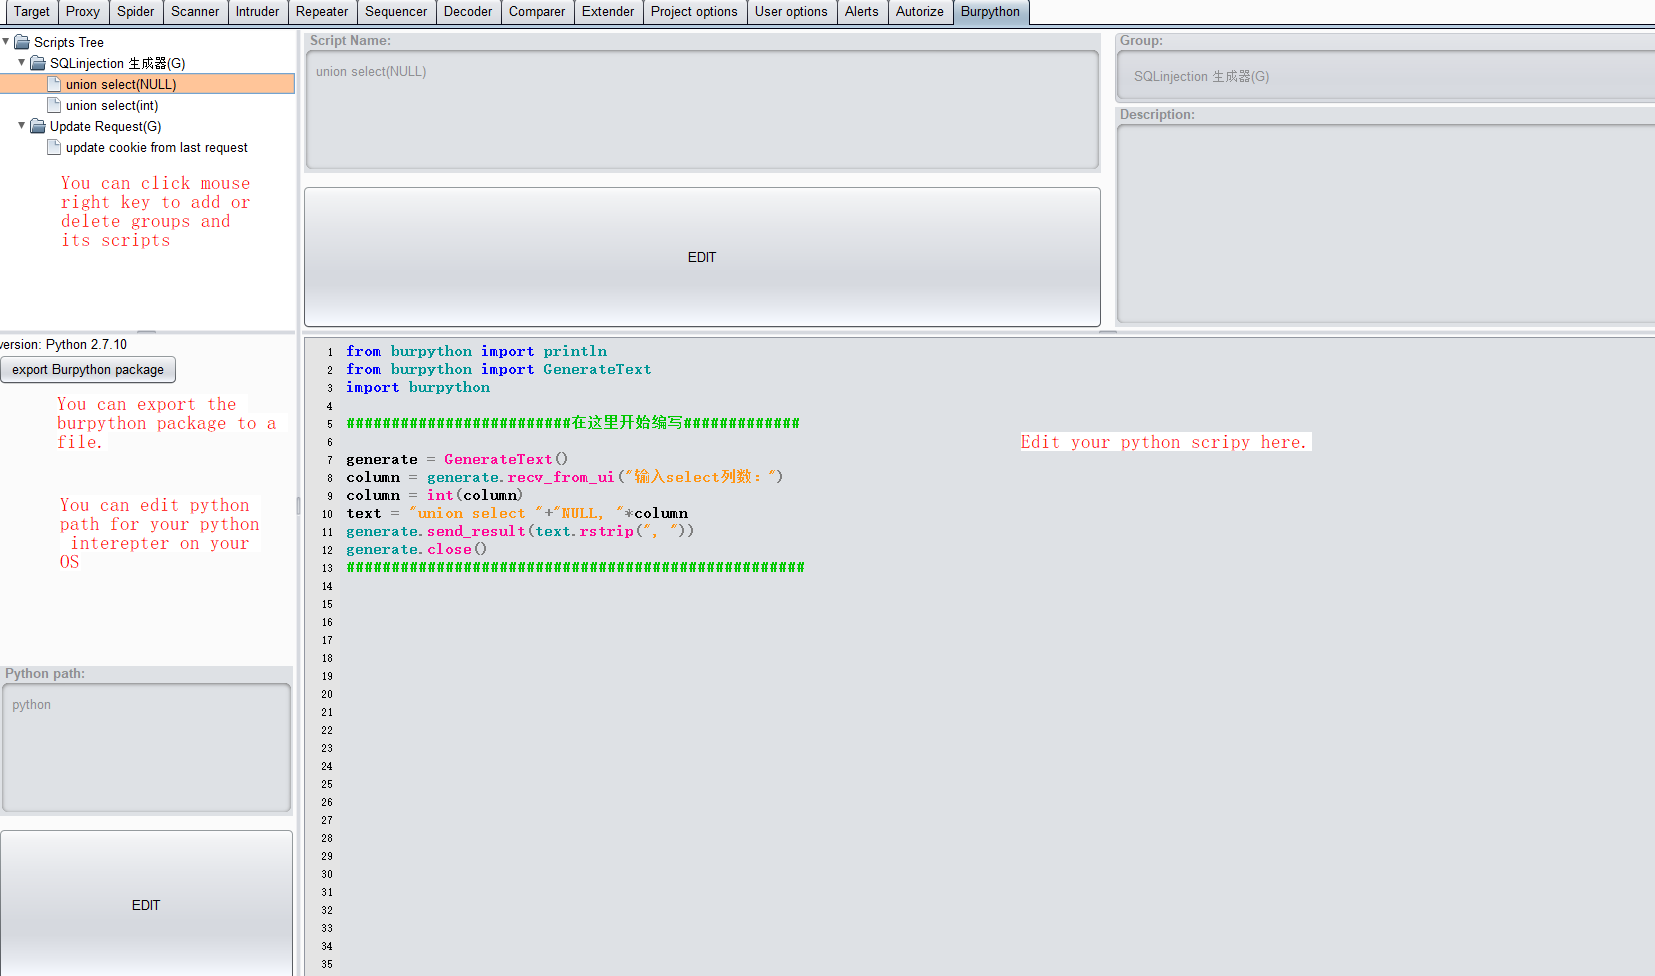 Target Proxy Spider Scanner Intruder Repeater Sequencer Decoder Comparer Extender Project options User options Alerts Autorize Burpython
Scripts Tree
SQLinjection 生成器(G)
union select(NULL)
union select(int)
Update Request(G)
update cookie from last request
You can click mouse
right key to add or
delete groups and
its scripts
Script Name:
union select(NULL)
EDIT
Group:
SQLinjection 生成器(G)
Description:
version: Python 2.7.10
export Burpython package
You can export the
burpython package to a
file.
You can edit python
path for your python
interepter on your
OS
Python path:
python
EDIT
1 from burpython import println
2 from burpython import GenerateText
3 import burpython
4
5 #########################在这里开始编写#############
6
7 generate = GenerateText()
8 column = generate.recv_from_ui("输入select列数：")
9 column = int(column)
10 text = "union select "+"NULL, "*column
11 generate.send_result(text.rstrip(", "))
12 generate.close()
13 ###################################################
14
15
16
17
18
19
20
21
22
23
24
25
26
27
28
29
30
31
32
33
34
35
Edit your python scripy here.